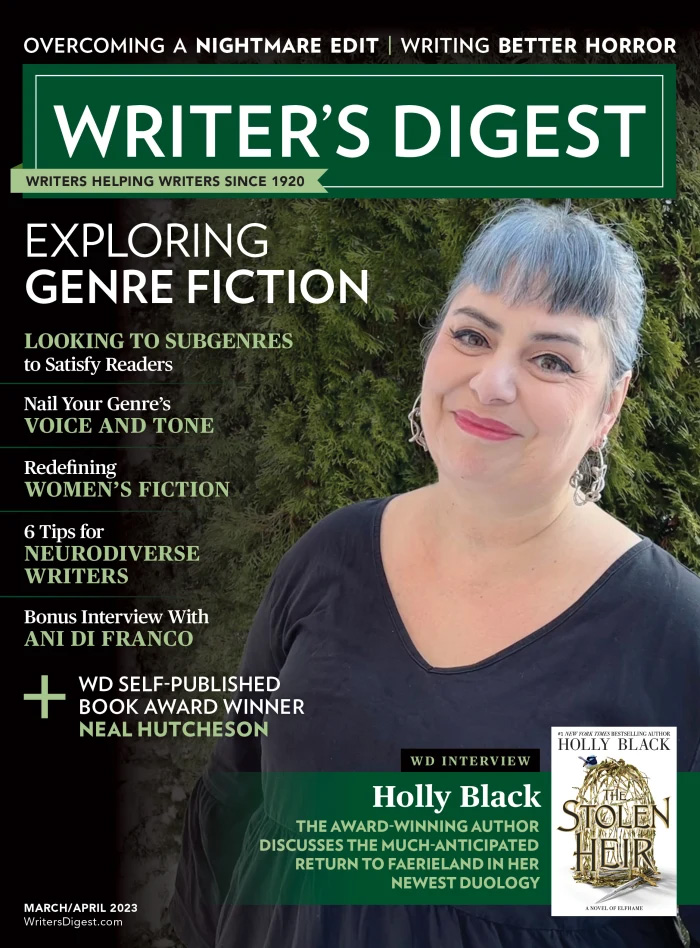 OVERCOMING A NIGHTMARE EDIT | WRITING BETTER HORROR
WRITER'S DIGEST
WRITERS HELPING WRITERS SINCE 1920
EXPLORING
GENRE FICTION
LOOKING TO SUBGENRES
to Satisfy Readers
Nail Your Genre's
VOICE AND TONE
Redefining
WOMEN'S FICTION
6 Tips for
NEURODIVERSE
WRITERS
Bonus Interview With
ANI DI FRANCO
+ WD SELF-PUBLISHED
BOOK AWARD WINNER
NEAL HUTCHESON
WD INTERVIEW
Holly Black
THE AWARD-WINNING AUTHOR
DISCUSSES THE MUCH-ANTICIPATED
RETURN TO FAERIELAND IN HER
NEWEST DUOLOGY
#1 NEW YORK TIMES BESTSELLING AUTHOR
HOLLY BLACK
THE
STOLEN
HEIR
A NOVEL OF ELFHAME
MARCH/APRIL 2023
WritersDigest.com